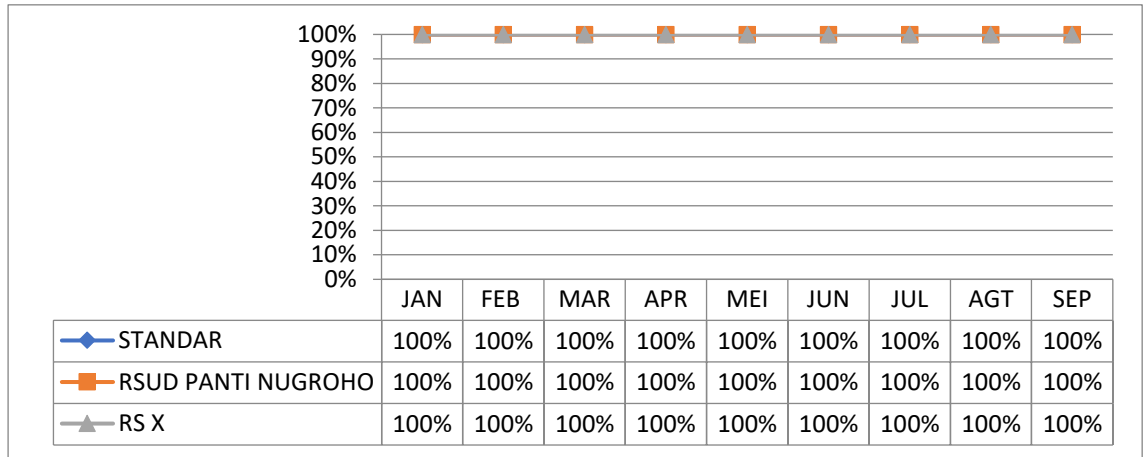 100%
90%
80%
70%
60%
50%
40%
30%
20%
10%
0%
JAN FEB MAR APR MEI JUN JUL AGT SEP
STANDAR 100% 100% 100% 100% 100% 100% 100% 100% 100%
RSUD PANTI NUGROHO 100% 100% 100% 100% 100% 100% 100% 100% 100%
RS X 100% 100% 100% 100% 100% 100% 100% 100% 100%